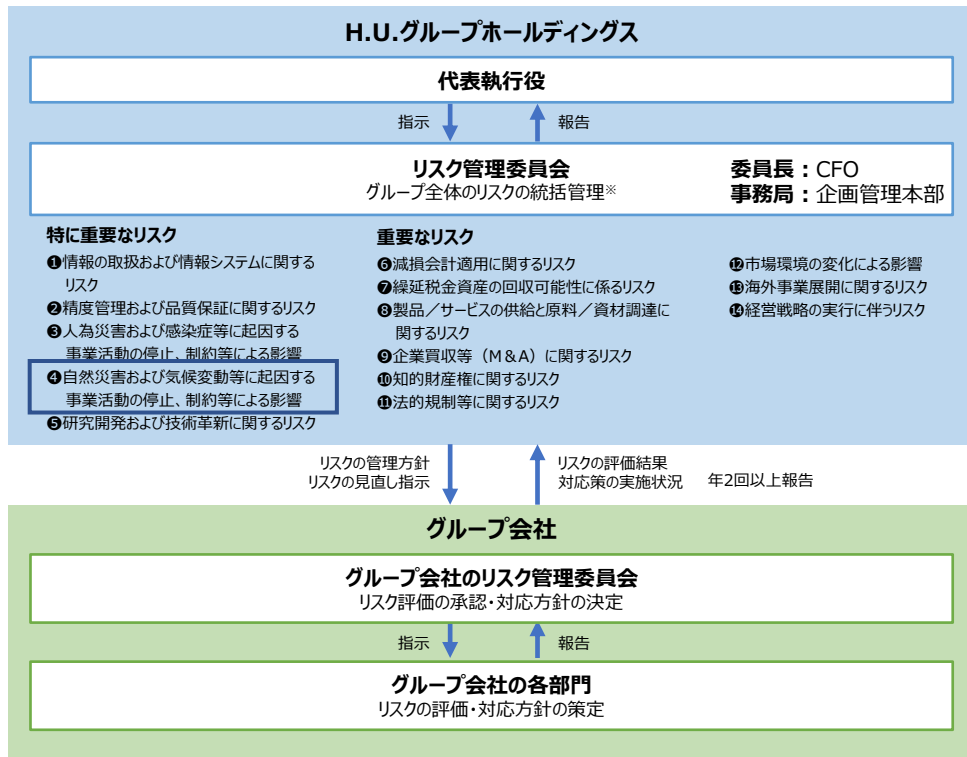 H.U.グループホールディングス
代表執行役
指示
報告
リスク管理委員会
グループ全体のリスクの統括管理※
委員長：CFO
事務局：企画管理本部
特に重要なリスク
❶情報の取扱および情報システムに関する
リスク
❷精度管理および品質保証に関するリスク
❸人為災害および感染症等に起因する
事業活動の停止、制約等による影響
❹自然災害および気候変動等に起因する
事業活動の停止、制約等による影響
❺研究開発および技術革新に関するリスク
重要なリスク
❻減損会計適用に関するリスク
❼繰延税金資産の回収可能性に係るリスク
❽製品／サービスの供給と原料／資材調達に
関するリスク
❾企業買収等（M＆A）に関するリスク
❿知的財産権に関するリスク
⓫法的規制等に関するリスク
⓬市場環境の変化による影響
⓭海外事業展開に関するリスク
⓮経営戦略の実行に伴うリスク
リスクの管理方針
リスクの見直し指示
リスクの評価結果
対応策の実施状況
年2回以上報告
グループ会社
グループ会社のリスク管理委員会
リスク評価の承認・対応方針の決定
指示
報告
グループ会社の各部門
リスクの評価・対応方針の策定